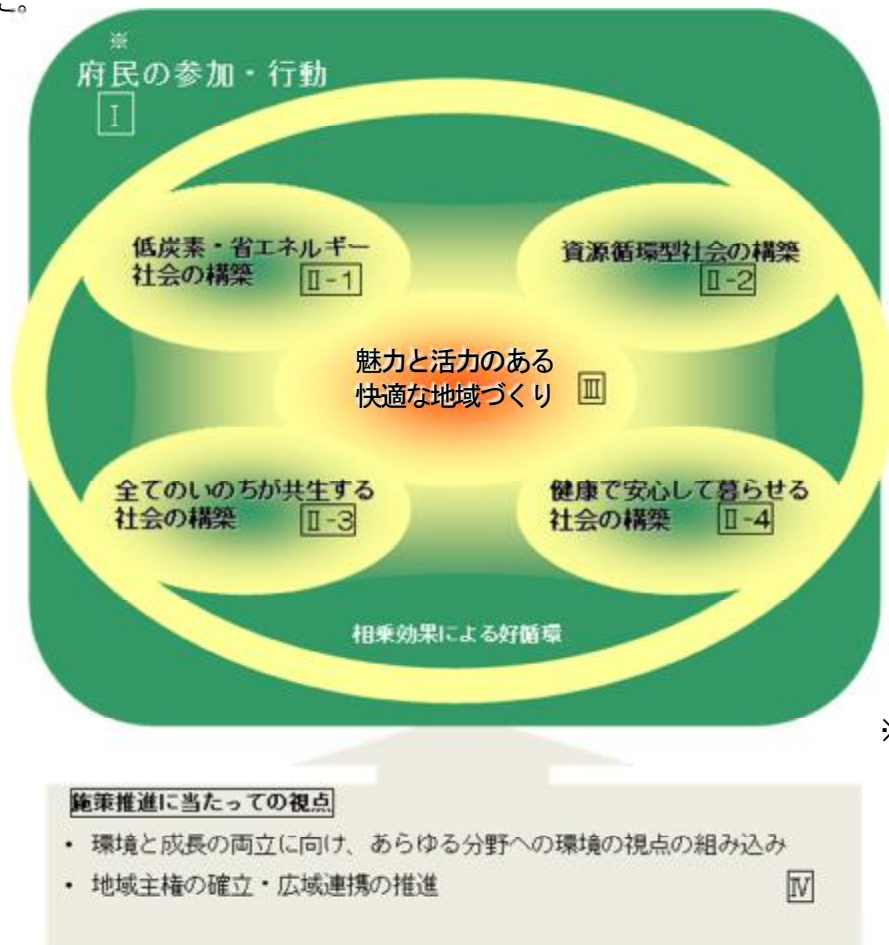 ※
府民の参加・行動
Ⅰ
低炭素・省エネルギー
社会の構築 Ⅱ-1
資源循環型社会の構築
Ⅱ-2
魅力と活力のある
快適な地域づくり Ⅲ
全てのいのちが共生する
社会の構築 Ⅱ-3
健康で安心して暮らせる
社会の構築 Ⅱ-4
相乗効果による好循環
※
施策推進に当たっての視点
• 環境と成長の両立に向け、あらゆる分野への環境の視点の組み込み
• 地域主権の確立・広域連携の推進 Ⅳ